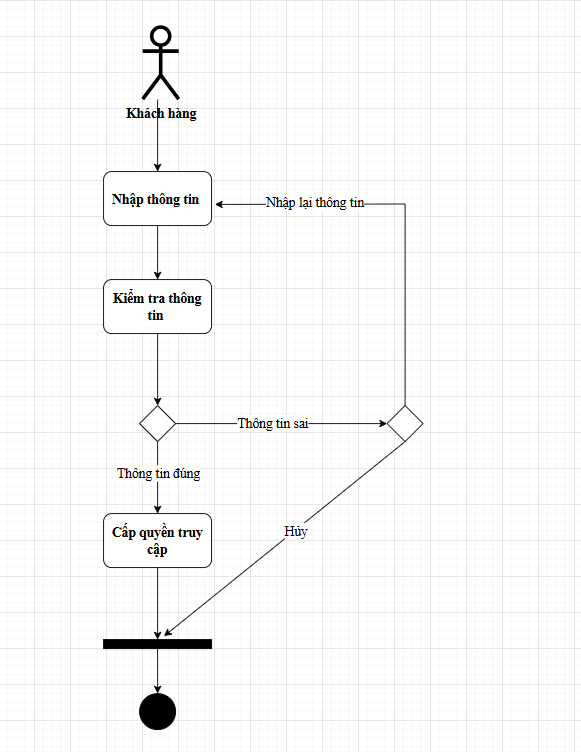 Khách hàng
Nhập thông tin
Nhập lại thông tin
Kiểm tra thông
tin
Thông tin sai
Thông tin đúng
Cấp quyền truy
cập
Hủy